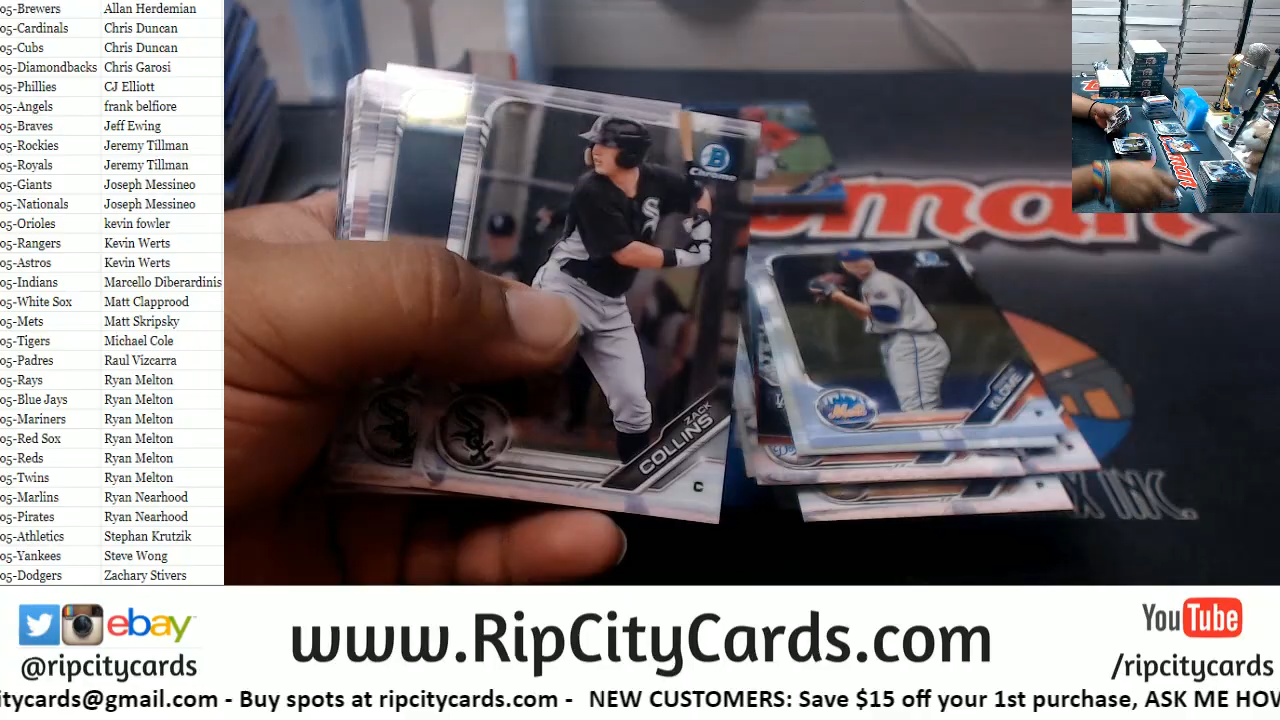 05-Brewers Allan Herdemian
05-Cardinals Chris Duncan
05-Cubs Chris Duncan
05-Diamondbacks Chris Garosi
05-Phillies CJ Elliott
05-Angels frank belfiore
05-Braves Jeff Ewing
05-Rockies Jeremy Tillman
05-Royals Jeremy Tillman
05-Giants Joseph Messineo
05-Nationals Joseph Messineo
05-Orioles kevin fowler
05-Rangers Kevin Werts
05-Astros Kevin Werts
05-Indians Marcello Diberardinis
05-White Sox Matt Clapprood
05-Mets Matt Skripsky
05-Tigers Michael Cole
05-Padres Raul Vizcarra
05-Rays Ryan Melton
05-Blue Jays Ryan Melton
05-Mariners Ryan Melton
05-Red Sox Ryan Melton
05-Reds Ryan Melton
05-Twins Ryan Melton
05-Marlins Ryan Nearhood
05-Pirates Ryan Nearhood
05-Athletics Stephan Krutzik
05-Yankees Steve Wong
05-Dodgers Zachary Stivers
B
Chrome
Sox
ZACK
COLLINS
C
Mets
P
INC.
ebay
@ripcitycards
www.RipCityCards.com
YouTube
/ripcitycards
citycards@gmail.com - Buy spots at ripcitycards.com - NEW CUSTOMERS: Save $15 off your 1st purchase, ASK ME HOW